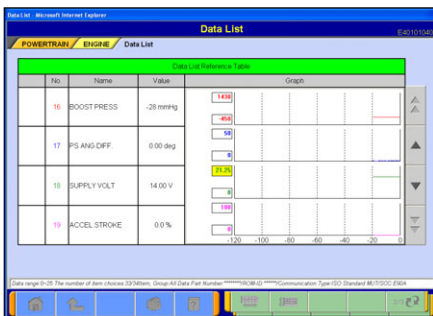 Data List - Microsoft Internet Explorer
Data List
E40101040
POWERTRAIN ENGINE Data List
Data List Reference Table
No. Name Value Graph
16 BOOST PRESS -28 mmHg
1430
-450
17 PS ANG.DIFF. 0.00 deg
50
0
18 SUPPLY VOLT 14.00 V
21.25
0
19 ACCEL STROKE 0.0 %
100
0
-120 -100 -80 -60 -40 -20 0